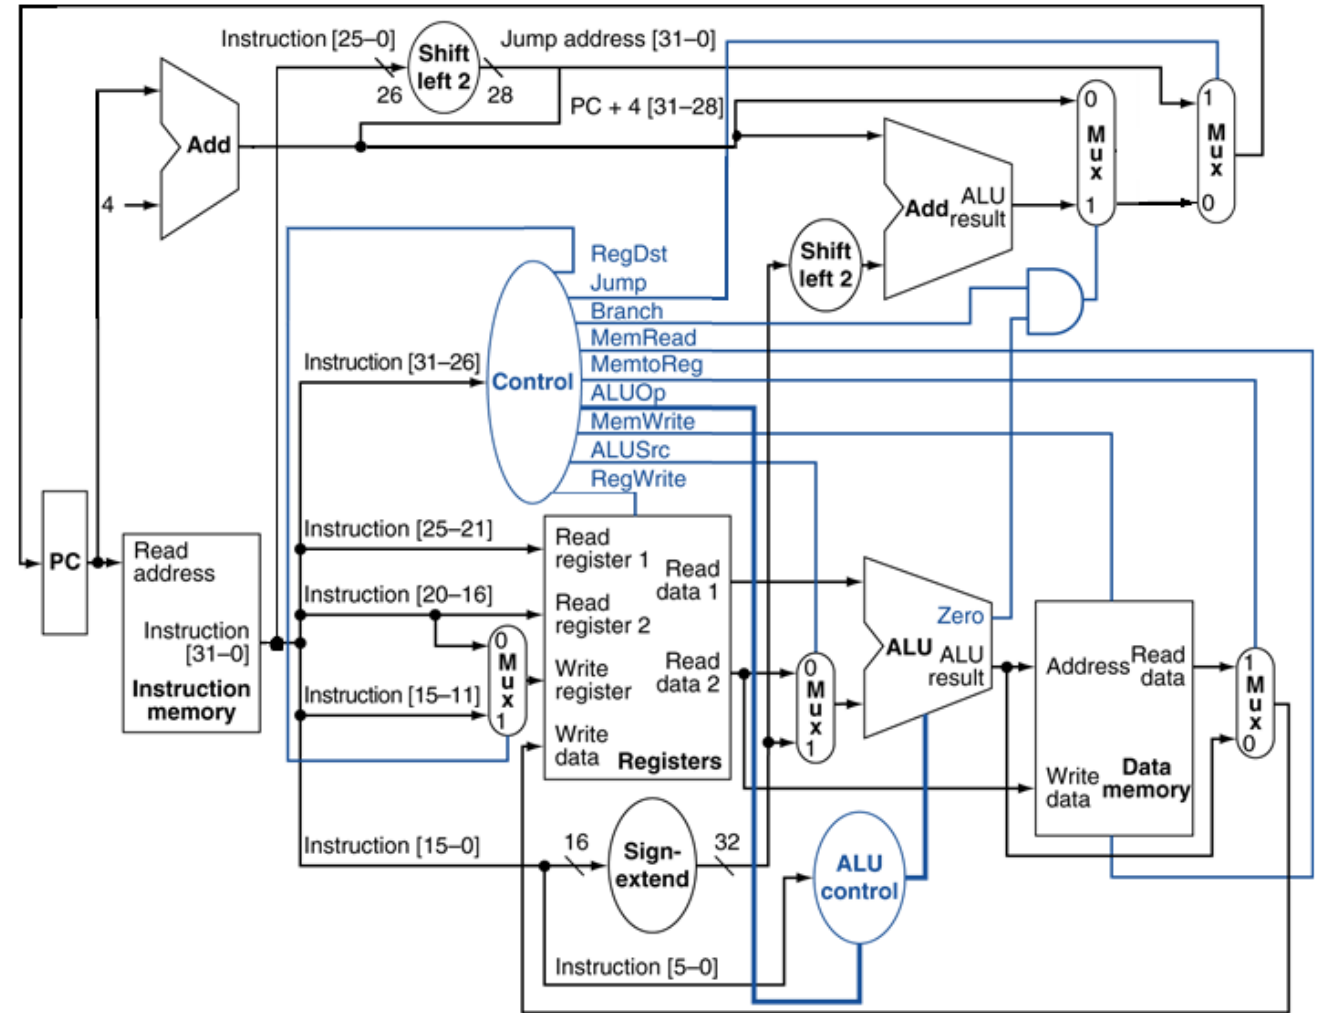 Instruction [25–0]
Shift
left 2
Jump address [31–0]
26
28
PC + 4 [31–28]
Add
4
0
M
u
x
1
1
M
u
x
0
Add
ALU
result
Shift
left 2
RegDst
Jump
Branch
MemRead
MemtoReg
ALUOp
MemWrite
ALUSrc
RegWrite
Instruction [31–26]
Control
PC
Read
address
Instruction
[31–0]
Instruction
memory
Instruction [25–21]
Instruction [20–16]
Instruction [15–11]
0
M
u
x
1
Read
register 1
Read
register 2
Write
register
Write
data
Read
data 1
Read
data 2
Registers
0
M
u
x
1
Zero
ALU
ALU
result
Address
Read
data
Write
data
Data
memory
1
M
u
x
0
Instruction [15–0]
16
Sign-
extend
32
ALU
control
Instruction [5–0]